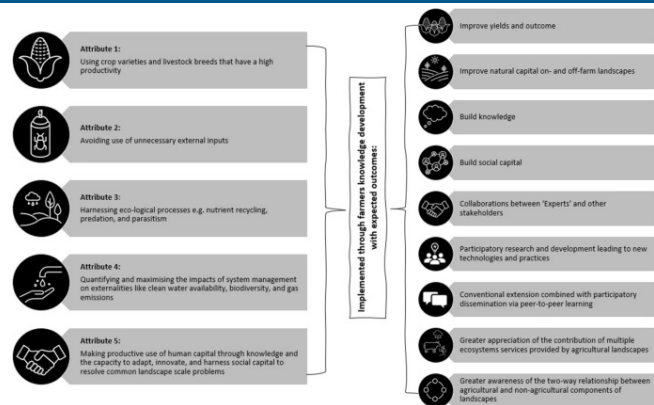 Attribute 1:
Using crop varieties and livestock breeds that have a high
productivity
Attribute 2:
Avoiding use of unnecessary external inputs
Attribute 3:
Harnessing eco-logical processes e.g. nutrient recycling,
predation, and parasitism
Attribute 4:
Quantifying and maximising the impacts of system management
on externalities like clean water availability, biodiversity, and gas
emissions
Attribute 5:
Making productive use of human capital through knowledge and
the capacity to adapt, innovate, and harness social capital to
resolve common landscape scale problems
Implemented through farmers knowledge development
with expected outcomes:
Improve yields and outcome
Improve natural capital on- and off-farm landscapes
Build knowledge
Build social capital
Collaborations between 'Experts' and other
stakeholders
Participatory research and development leading to new
technologies and practices
Conventional extension combined with participatory
dissemination via peer-to-peer learning
Greater appreciation of the contribution of multiple
ecosystems services provided by agricultural landscapes
Greater awareness of the two-way relationship between
agricultural and non-agricultural components of
landscapes